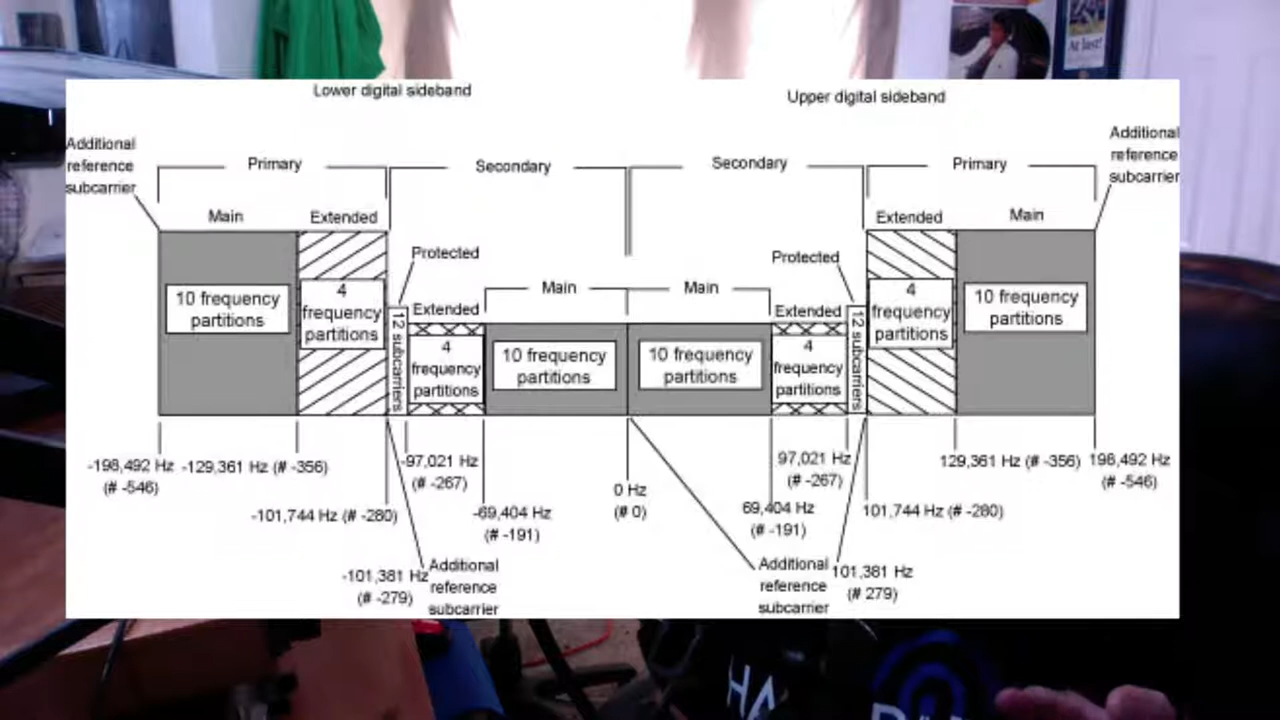 At last!
Lower digital sideband
Upper digital sideband
Additional
reference
subcarrier
Primary
Secondary
Secondary
Primary
Additional
reference
subcarrier
Main
Extended
Extended
Main
Protected
Protected
Main
Main
Extended
Extended
10 frequency
partitions
4
frequency
partitions
12 subcarriers
4
frequency
partitions
10 frequency
partitions
10 frequency
partitions
4
frequency
partitions
12 subcarriers
4
frequency
partitions
10 frequency
partitions
-198,492 Hz
(# -546)
-129,361 Hz (# -356)
-101,744 Hz (# -280)
-97,021 Hz
(# -267)
-69,404 Hz
(# -191)
0 Hz
(# 0)
69,404 Hz
(# -191)
97,021 Hz
(# -267)
101,744 Hz (# -280)
129,361 Hz (# -356)
198,492 Hz
(# -546)
-101,381 Hz
(# -279)
Additional
reference
subcarrier
Additional
reference
subcarrier
101,381 Hz
(# 279)